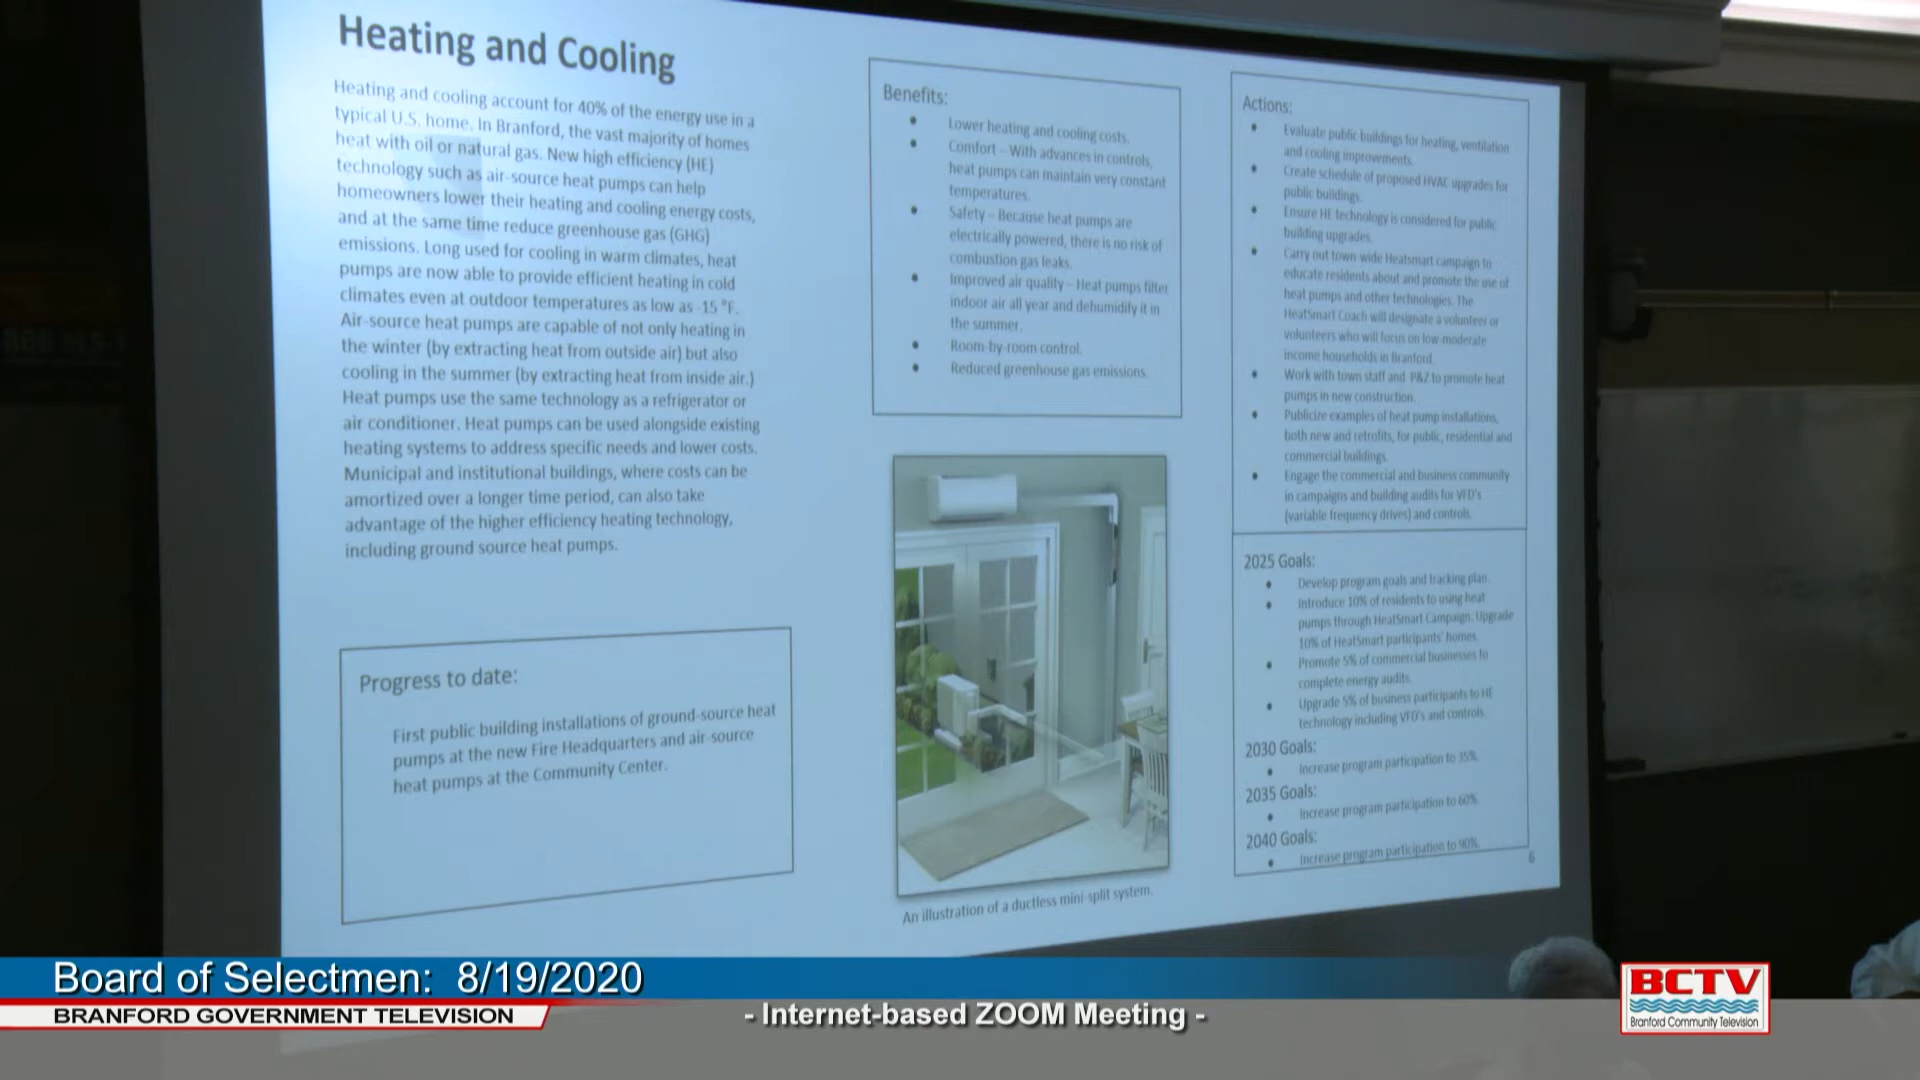 Heating and Cooling
Heating and cooling account for 40% of the energy use in a
typical U.S. home. In Branford, the vast majority of homes
heat with oil or natural gas. New high efficiency (HE)
technology such as air-source heat pumps can help
homeowners lower their heating and cooling energy costs,
and at the same time reduce greenhouse gas (GHG)
emissions. Long used for cooling in warm climates, heat
pumps are now able to provide efficient heating in cold
climates even at outdoor temperatures as low as -15 °F.
Air-source heat pumps are capable of not only heating in
the winter (by extracting heat from outside air) but also
cooling in the summer (by extracting heat from inside air.)
Heat pumps use the same technology as a refrigerator or
air conditioner. Heat pumps can be used alongside existing
heating systems to address specific needs and lower costs.
Municipal and institutional buildings, where costs can be
amortized over a longer time period, can also take
advantage of the higher efficiency heating technology,
including ground source heat pumps.
Progress to date:
First public building installations of ground-source heat
pumps at the new Fire Headquarters and air-source
heat pumps at the Community Center.
Benefits:
• Lower heating and cooling costs.
• Comfort – With advances in controls,
heat pumps can maintain very constant
temperatures.
• Safety – Because heat pumps are
electrically powered, there is no risk of
combustion gas leaks.
• Improved air quality – Heat pumps filter
indoor air all year and dehumidify it in
the summer.
• Room-by-room control.
• Reduced greenhouse gas emissions.
An illustration of a ductless mini-split system.
Actions:
• Evaluate public buildings for heating, ventilation
and cooling improvements.
• Create schedule of proposed HVAC upgrades for
public buildings.
• Ensure HE technology is considered for public
building upgrades.
• Carry out town-wide Heatsmart campaign to
educate residents about and promote the use of
heat pumps and other technologies. The
HeatSmart Coach will designate a volunteer or
volunteers who will focus on low-moderate
income households in Branford.
• Work with town staff and P&Z to promote heat
pumps in new construction.
• Publicize examples of heat pump installations,
both new and retrofits, for public, residential and
commercial buildings.
• Engage the commercial and business community
in campaigns and building audits for VFD's
(variable frequency drives) and controls.
2025 Goals:
• Develop program goals and tracking plan.
• Introduce 10% of residents to using heat
pumps through HeatSmart Campaign. Upgrade
10% of HeatSmart participants' homes.
• Promote 5% of commercial businesses to
complete energy audits.
• Upgrade 5% of business participants to HE
technology including VFD's and controls.
2030 Goals:
• Increase program participation to 35%.
2035 Goals:
• Increase program participation to 60%.
2040 Goals:
• Increase program participation to 90%.
6
Board of Selectmen: 8/19/2020
BRANFORD GOVERNMENT TELEVISION
- Internet-based ZOOM Meeting -
BCTV
Branford Community Television